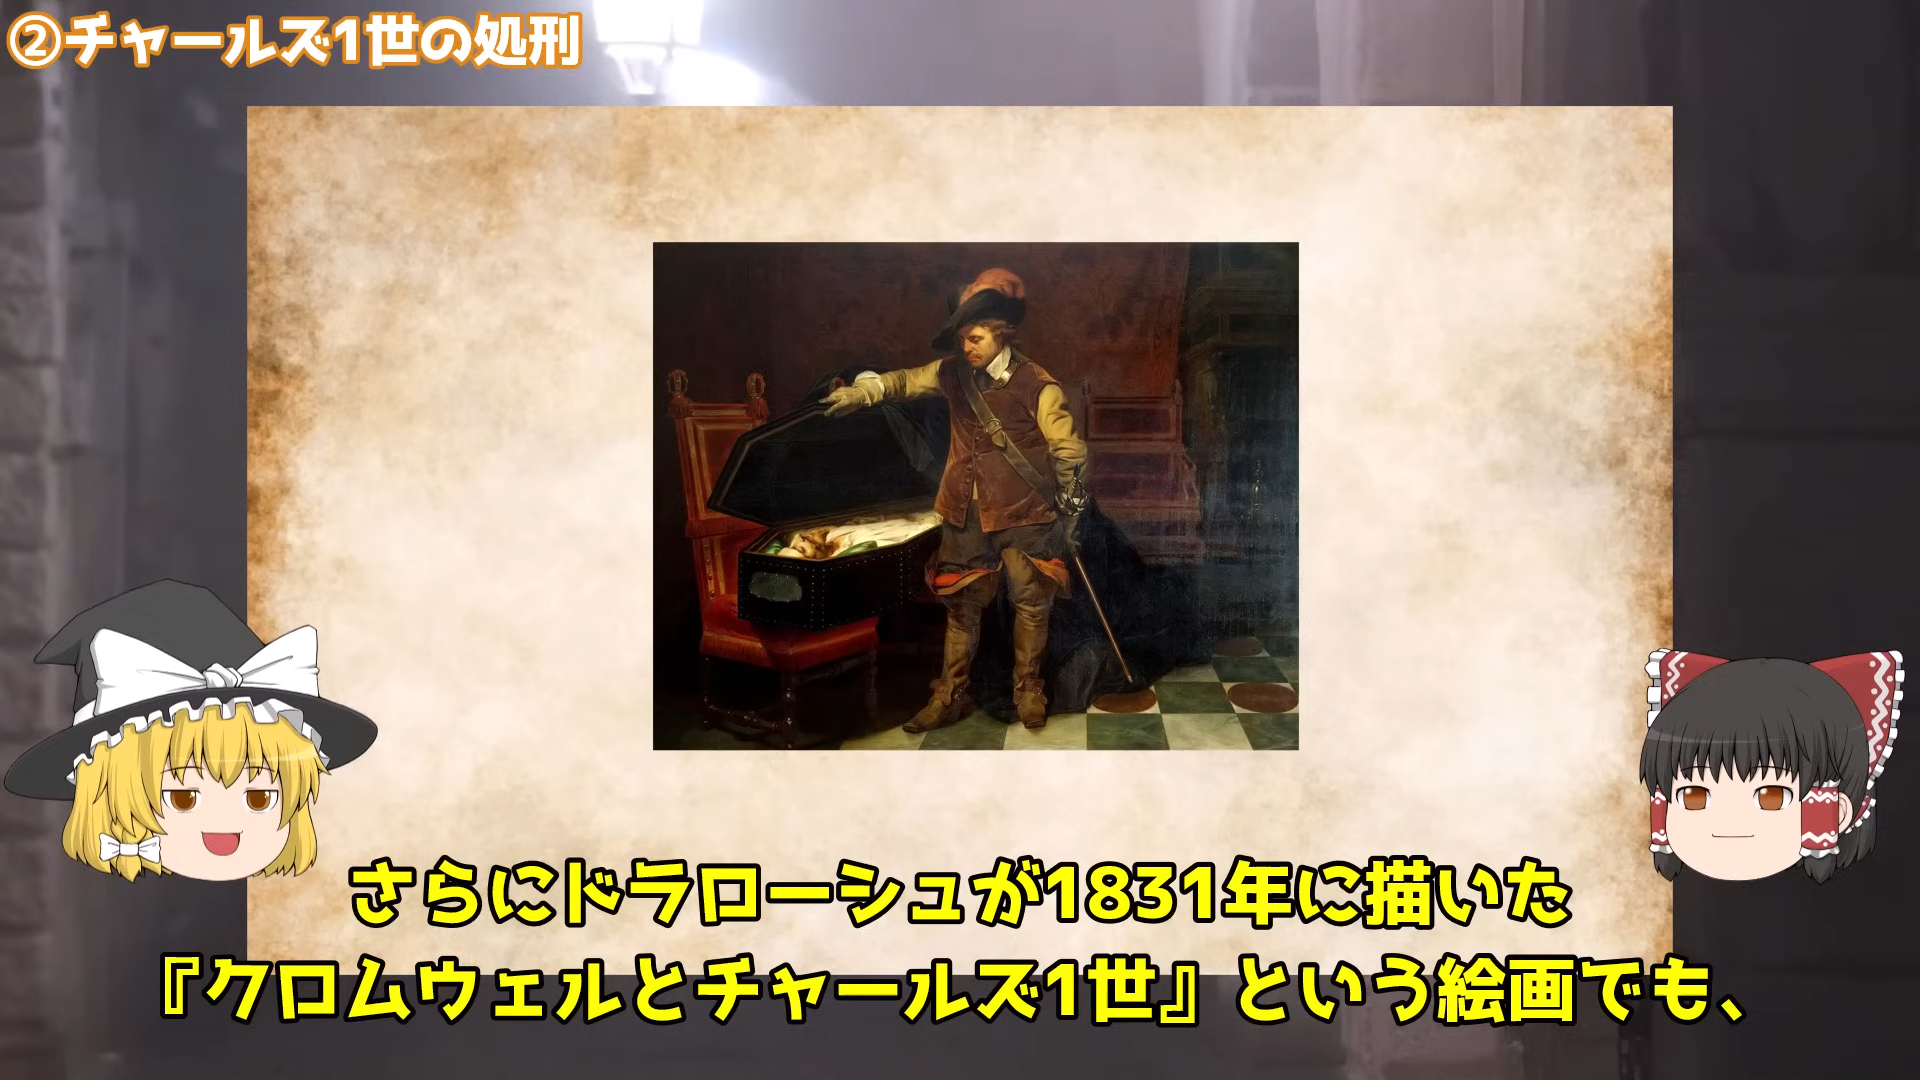 ②チャールズ1世の処刑
さらにドラローシュが1831年に描いた
『クロムウェルとチャールズ1世』という絵画でも、